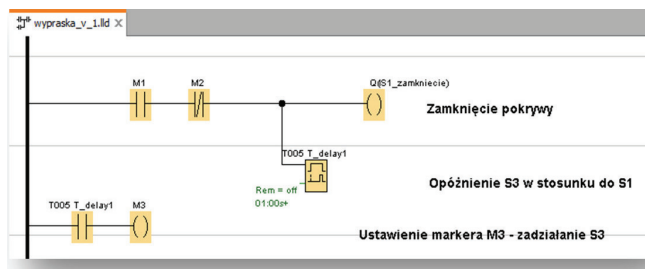 wypraska_v_1.lld
M1 M2 Q(S1_zamkniecie)
Zamknięcie pokrywy
T005 T_delay1
Rem = off
01:00s+
Opóźnienie S3 w stosunku do S1
T005 T_delay1 M3
Ustawienie markera M3 - zadziałanie S3